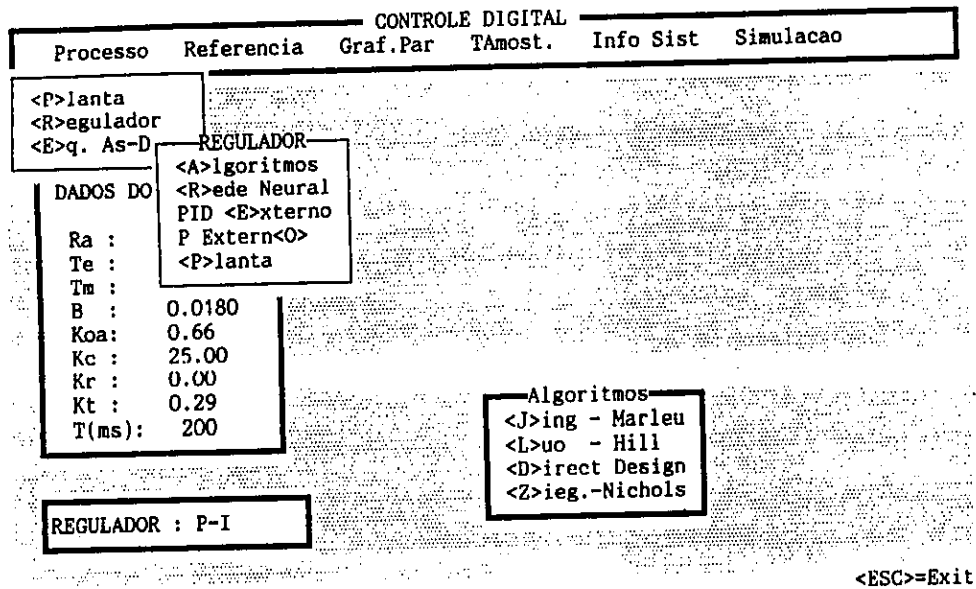 CONTROLE DIGITAL
Processo Referencia Graf.Par TAmost. Info Sist Simulacao
<P>lanta
<R>egulador
<E>q. As-D
REGULADOR
<A>lgoritmos
<R>ede Neural
PID <E>xterno
P Extern<O>
<P>lanta
DADOS DO
Ra :
Te :
Tm :
B : 0.0180
Koa: 0.66
Kc : 25.00
Kr : 0.00
Kt : 0.29
T(ms): 200
Algoritmos
<J>ing - Marleu
<L>uo - Hill
<D>irect Design
<Z>ieg.-Nichols
REGULADOR : P-I
<ESC>=Exit